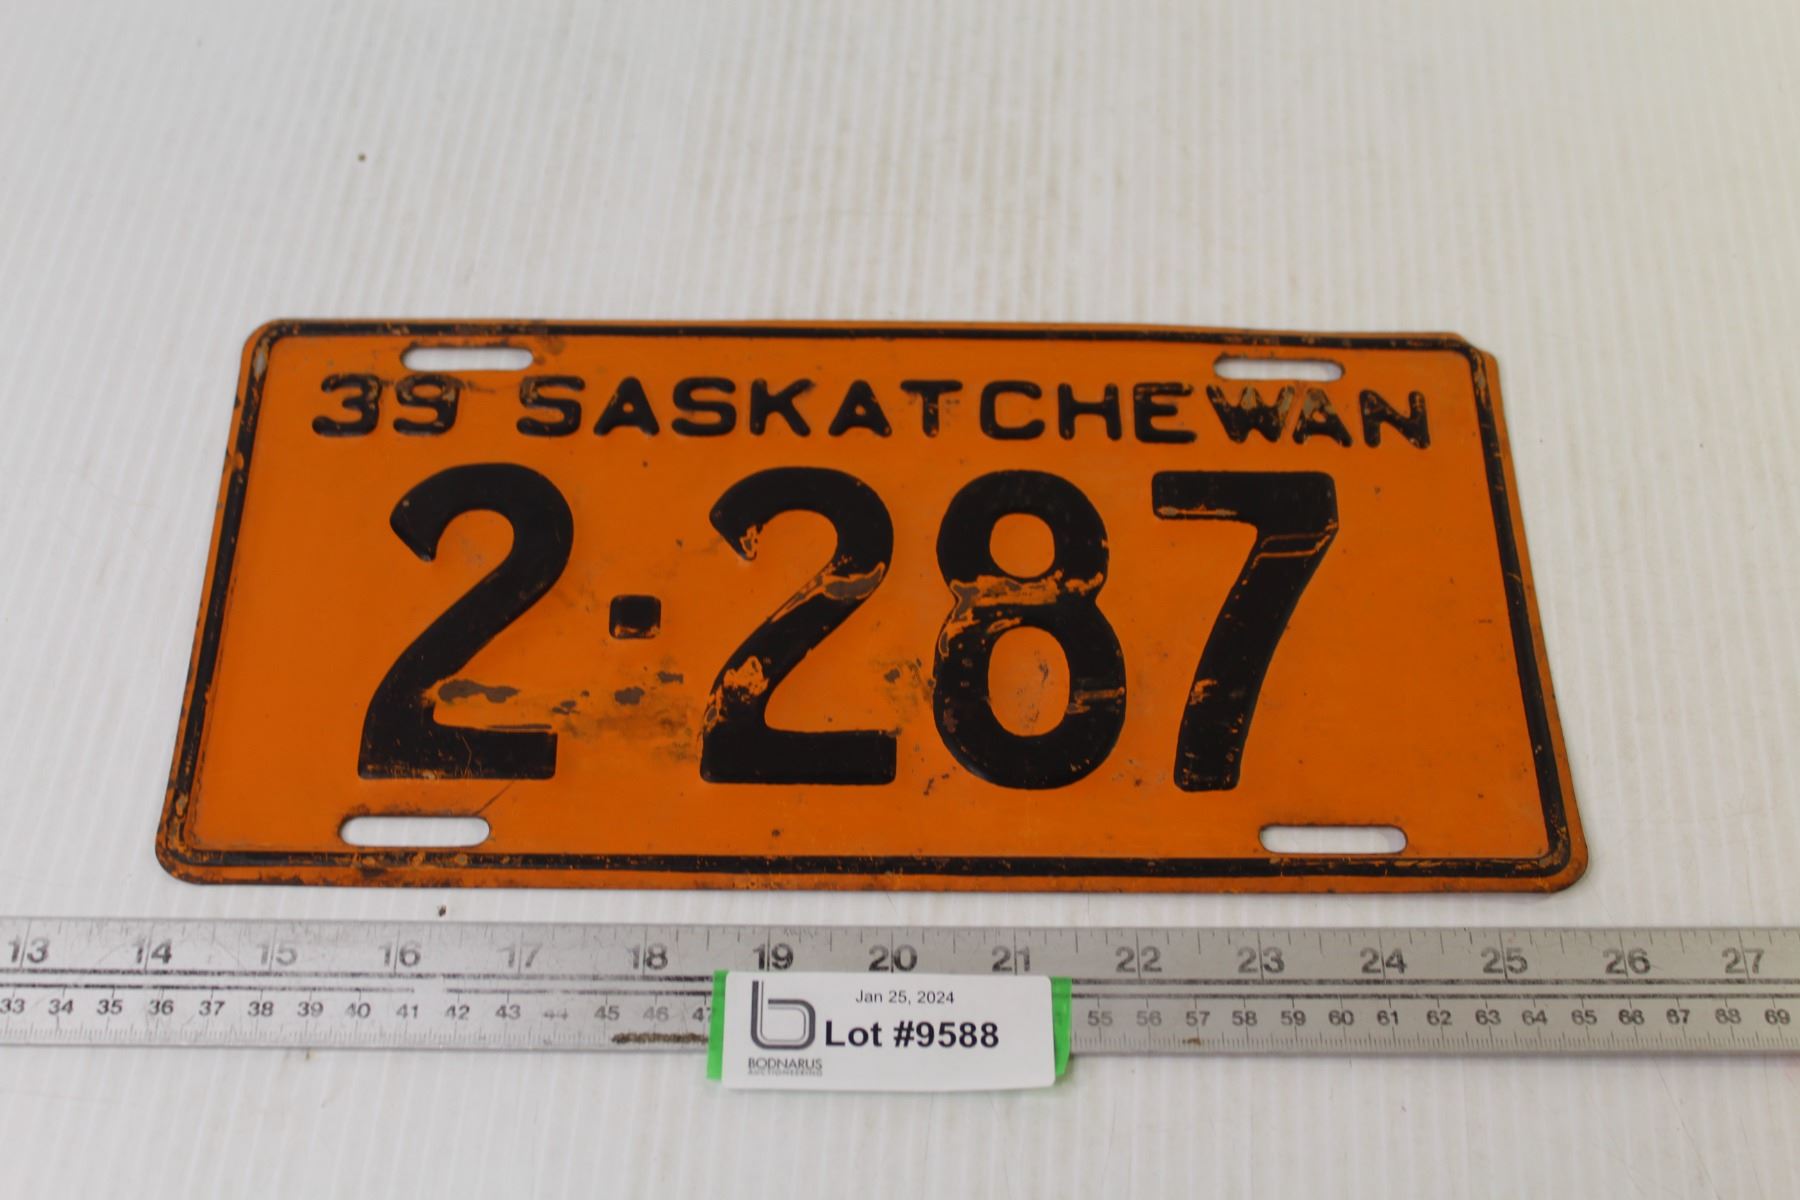 39 SASKATCHEWAN
2-287
13 14 15 16 17 18 19 20 21 22 23 24 25 26 27
33 34 35 36 37 38 39 40 41 42 43 44 45 46 47 55 56 57 58 59 60 61 62 63 64 65 66 67 68 69
Jan 25, 2024
Lot #9588
BODNARUS
AUCTIONEERING